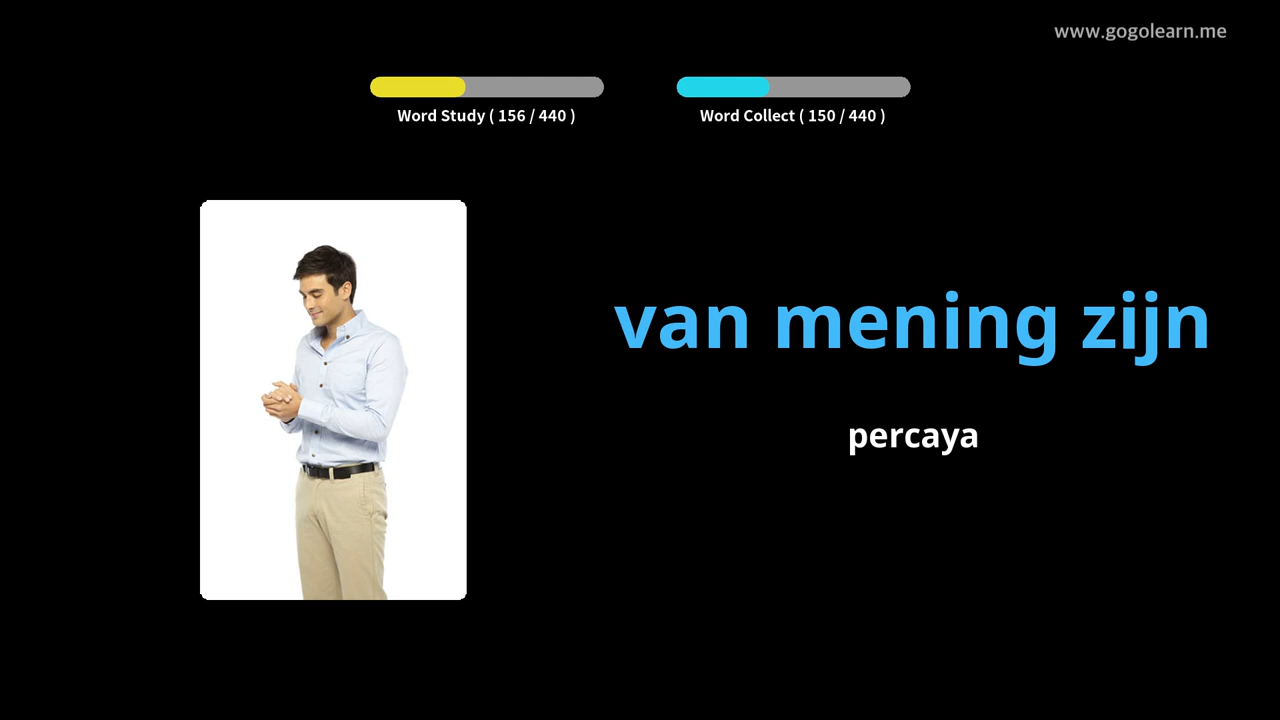 www.gogolearn.me
Word Study ( 156 / 440 )
Word Collect ( 150 / 440 )
van mening zijn
percaya